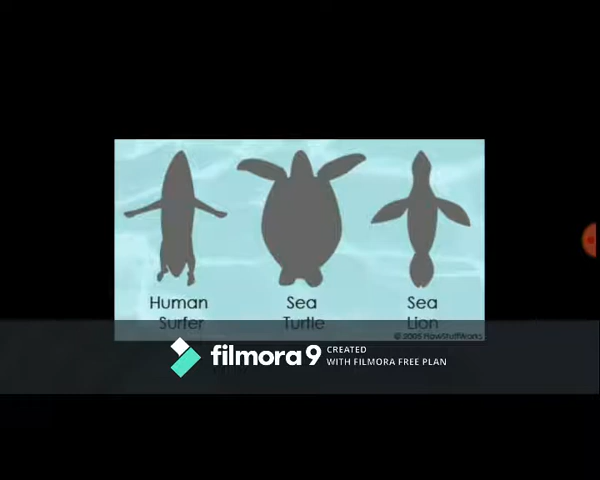 Human
Surfer
Sea
Turtle
Sea
Lion
© 2005 HowStuffWorks
filmora 9
CREATED
WITH FILMORA FREE PLAN